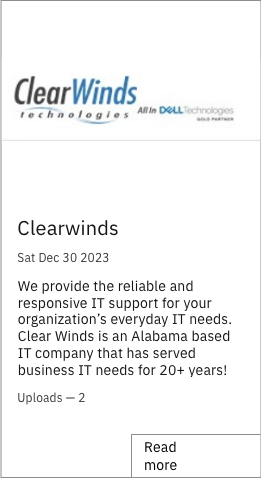 ClearWinds All In DELLTechnologies
technologies GOLD PARTNER
Clearwinds
Sat Dec 30 2023
We provide the reliable and
responsive IT support for your
organization’s everyday IT needs.
Clear Winds is an Alabama based
IT company that has served
business IT needs for 20+ years!
Uploads — 2
Read
more